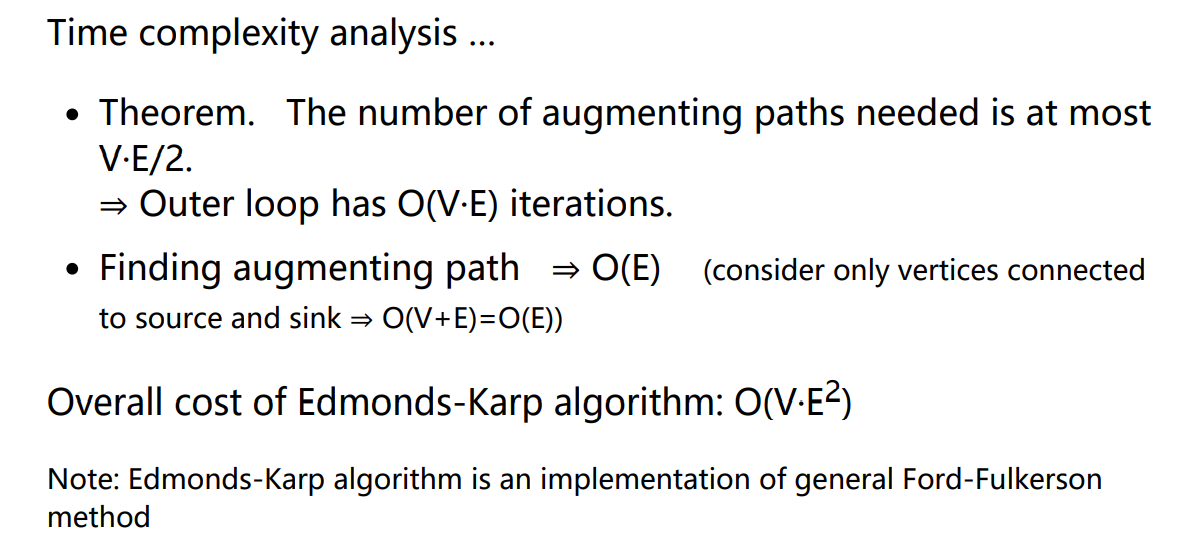 Time complexity analysis ...
• Theorem.   The number of augmenting paths needed is at most
V·E/2.
⇒ Outer loop has O(V·E) iterations.
• Finding augmenting path   ⇒ O(E)   (consider only vertices connected
to source and sink ⇒ O(V+E)=O(E))
Overall cost of Edmonds-Karp algorithm: O(V·E²)
Note: Edmonds-Karp algorithm is an implementation of general Ford-Fulkerson
method